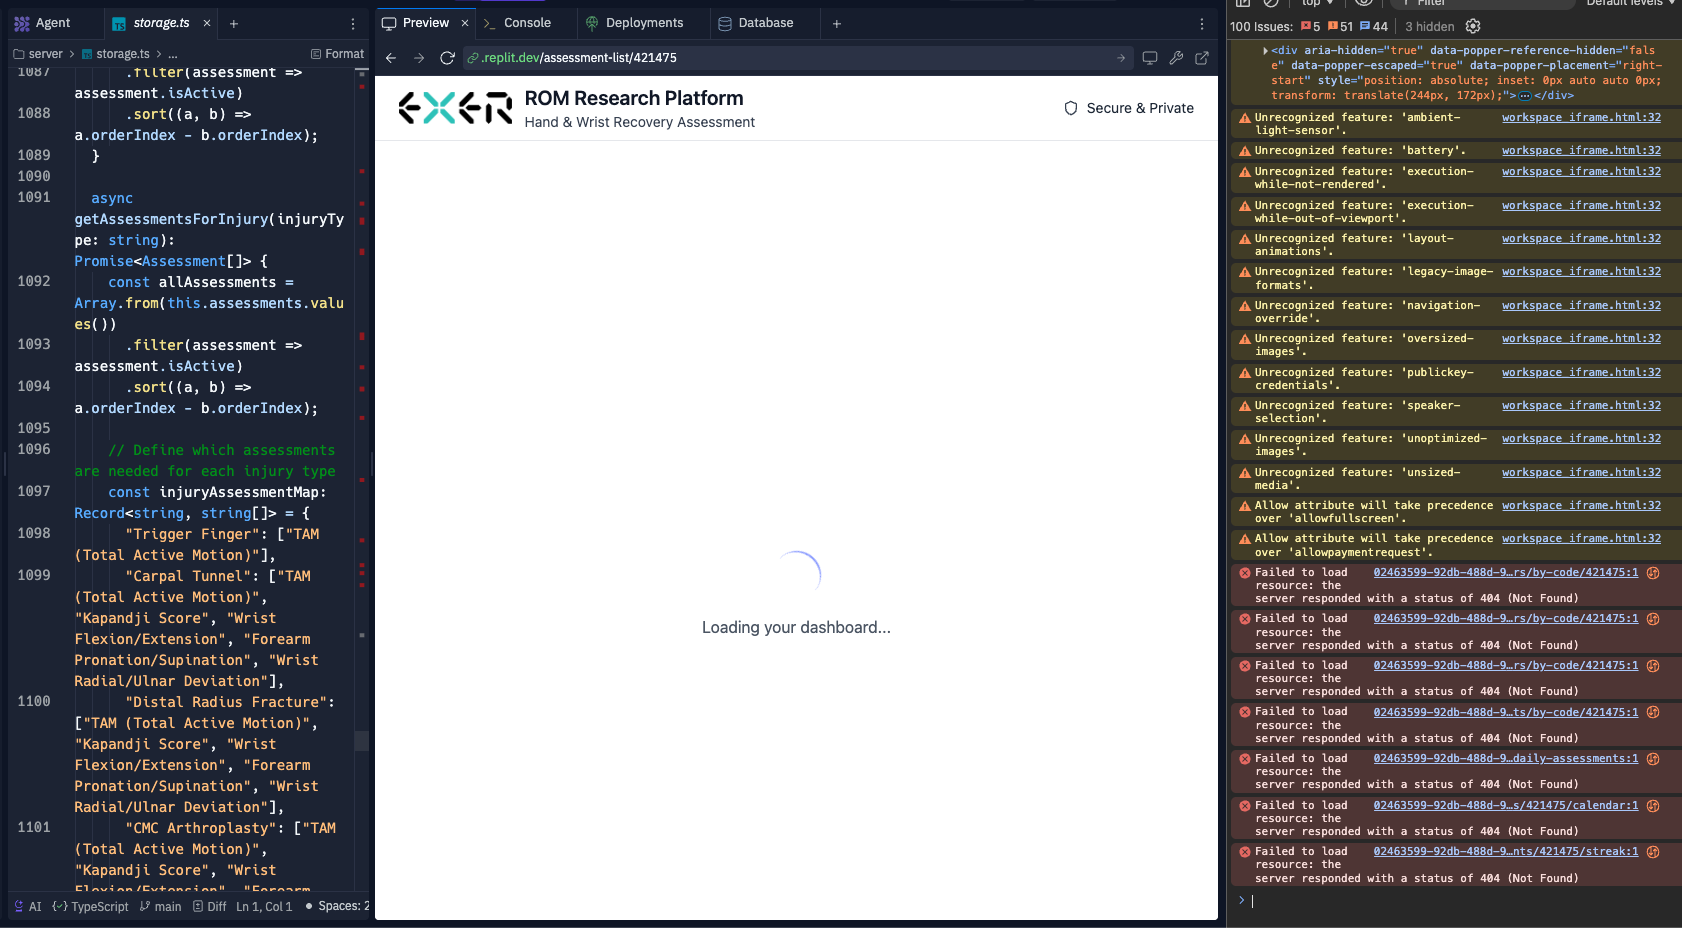 Agent
storage.ts
server > storage.ts > ...
Format
1087 .filter(assessment =>
assessment.isActive)
1088 .sort((a, b) =>
a.orderIndex - b.orderIndex);
1089 }
1090
1091 async
getAssessmentsForInjury(injuryTy
pe: string):
Promise<Assessment[]> {
1092 const allAssessments =
Array.from(this.assessments.valu
es())
1093 .filter(assessment =>
assessment.isActive)
1094 .sort((a, b) =>
a.orderIndex - b.orderIndex);
1095
1096 // Define which assessments
are needed for each injury type
1097 const injuryAssessmentMap:
Record<string, string[]> = {
1098 "Trigger Finger": ["TAM
(Total Active Motion)"],
1099 "Carpal Tunnel": ["TAM
(Total Active Motion)",
"Kapandji Score", "Wrist
Flexion/Extension", "Forearm
Pronation/Supination", "Wrist
Radial/Ulnar Deviation"],
1100 "Distal Radius Fracture":
["TAM (Total Active Motion)",
"Kapandji Score", "Wrist
Flexion/Extension", "Forearm
Pronation/Supination", "Wrist
Radial/Ulnar Deviation"],
1101 "CMC Arthroplasty": ["TAM
(Total Active Motion)",
"Kapandji Score", "Wrist
Flexion/Extension", "Forearm
AI {} TypeScript main Diff Ln 1, Col 1 Spaces: 2
Preview
Console
Deployments
Database
.replit.dev/assessment-list/421475
EXER
ROM Research Platform
Hand & Wrist Recovery Assessment
Secure & Private
Loading your dashboard...
top
Filter
Default levels
100 Issues: 5 51 44 3 hidden
<div aria-hidden="true" data-popper-reference-hidden="fals
e" data-popper-escaped="true" data-popper-placement="right-
start" style="position: absolute; inset: 0px auto auto 0px;
transform: translate(244px, 172px);">…</div>
Unrecognized feature: 'ambient- workspace_iframe.html:32
light-sensor'.
Unrecognized feature: 'battery'. workspace_iframe.html:32
Unrecognized feature: 'execution- workspace_iframe.html:32
while-not-rendered'.
Unrecognized feature: 'execution- workspace_iframe.html:32
while-out-of-viewport'.
Unrecognized feature: 'layout- workspace_iframe.html:32
animations'.
Unrecognized feature: 'legacy-image- workspace_iframe.html:32
formats'.
Unrecognized feature: 'navigation- workspace_iframe.html:32
override'.
Unrecognized feature: 'oversized- workspace_iframe.html:32
images'.
Unrecognized feature: 'publickey- workspace_iframe.html:32
credentials'.
Unrecognized feature: 'speaker- workspace_iframe.html:32
selection'.
Unrecognized feature: 'unoptimized- workspace_iframe.html:32
images'.
Unrecognized feature: 'unsized- workspace_iframe.html:32
media'.
Allow attribute will take precedence workspace_iframe.html:32
over 'allowfullscreen'.
Allow attribute will take precedence workspace_iframe.html:32
over 'allowpaymentrequest'.
Failed to load 02463599-92db-488d-9…rs/by-code/421475:1
resource: the
server responded with a status of 404 (Not Found)
Failed to load 02463599-92db-488d-9…rs/by-code/421475:1
resource: the
server responded with a status of 404 (Not Found)
Failed to load 02463599-92db-488d-9…rs/by-code/421475:1
resource: the
server responded with a status of 404 (Not Found)
Failed to load 02463599-92db-488d-9…ts/by-code/421475:1
resource: the
server responded with a status of 404 (Not Found)
Failed to load 02463599-92db-488d-9…daily-assessments:1
resource: the
server responded with a status of 404 (Not Found)
Failed to load 02463599-92db-488d-9…s/421475/calendar:1
resource: the
server responded with a status of 404 (Not Found)
Failed to load 02463599-92db-488d-9…nts/421475/streak:1
resource: the
server responded with a status of 404 (Not Found)